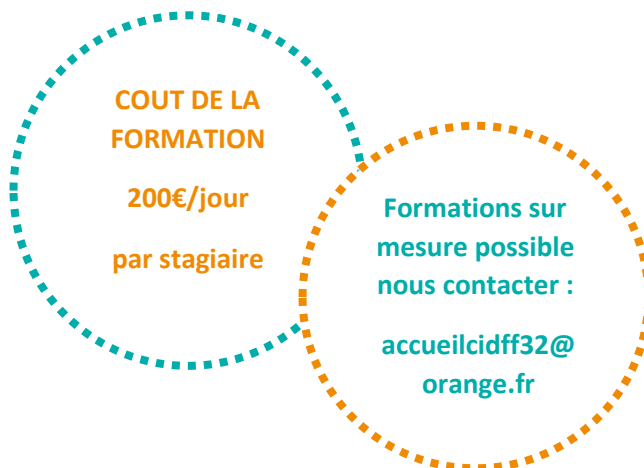 COUT DE LA
FORMATION
200€/jour
par stagiaire
Formations sur
mesure possible
nous contacter :
accueilcidff32@
orange.fr